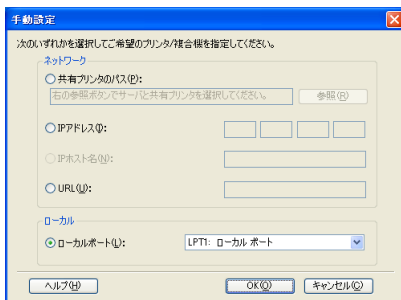 手動設定
次のいずれかを選択してご希望のプリンタ/複合機を指定してください。
ネットワーク
共有プリンタのパス(P):
右の参照ボタンでサーバと共有プリンタを選択してください。 参照(R)
IPアドレス(I):
IPホスト名(N):
URL(U):
ローカル
ローカルポート(L): LPT1: ローカル ポート
ヘルプ(H) OK(O) キャンセル(C)